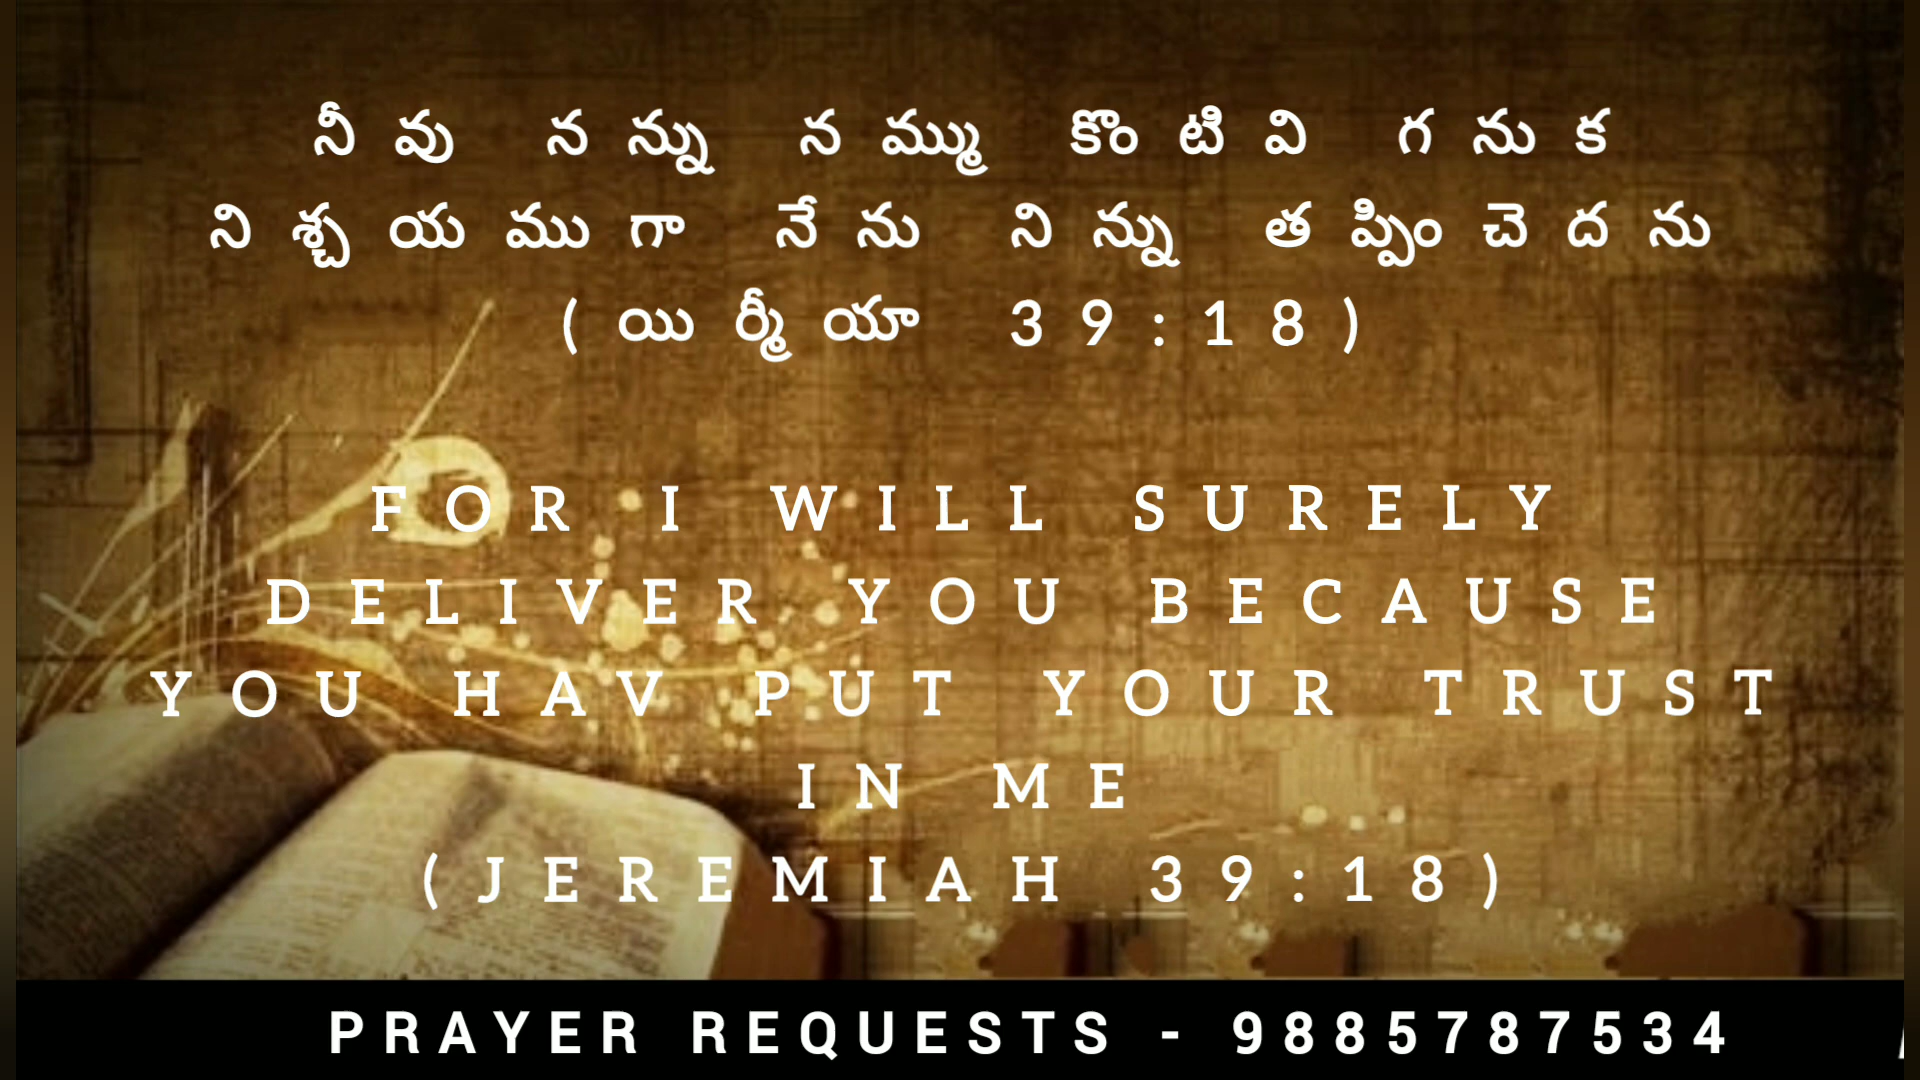 నీవు నన్ను నమ్ము కొంటివి గనుక
నిశ్చయముగా నేను నిన్ను తప్పించెదను
(యిర్మీయా 39:18)
FOR I WILL SURELY
DELIVER YOU BECAUSE
YOU HAV PUT YOUR TRUST
IN ME
(JEREMIAH 39:18)
PRAYER REQUESTS - 9885787534